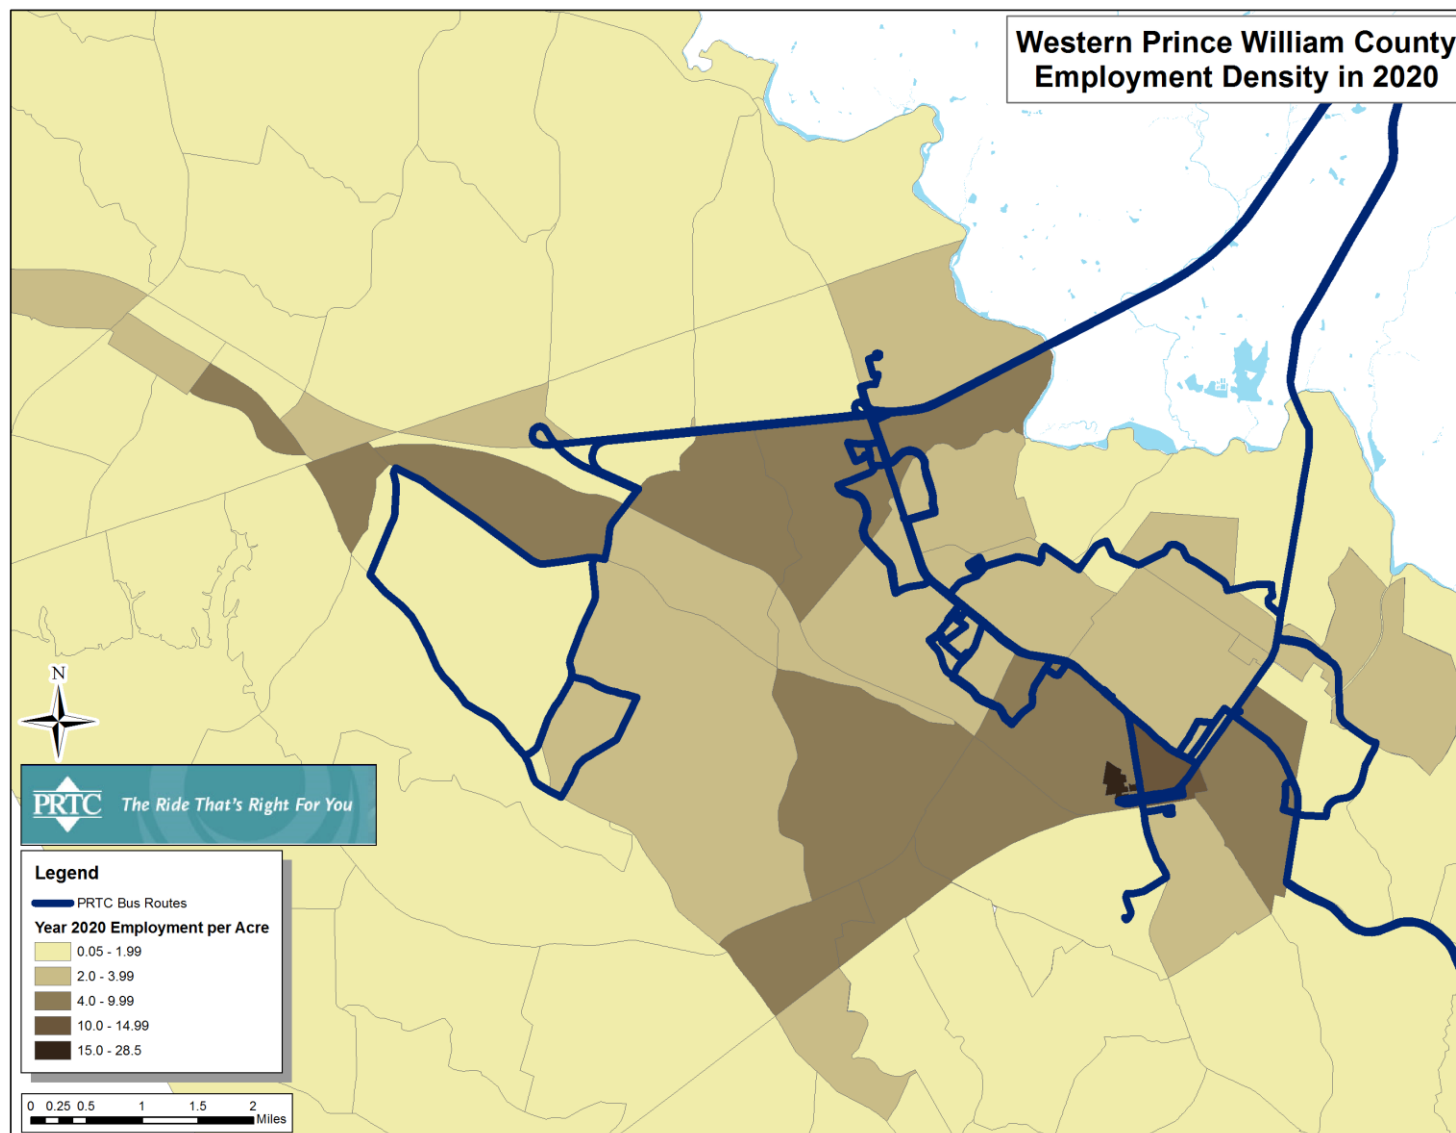 Western Prince William County
Employment Density in 2020
N
PRTC The Ride That's Right For You
Legend
PRTC Bus Routes
Year 2020 Employment per Acre
0.05 - 1.99
2.0 - 3.99
4.0 - 9.99
10.0 - 14.99
15.0 - 28.5
0 0.25 0.5 1 1.5 2
Miles